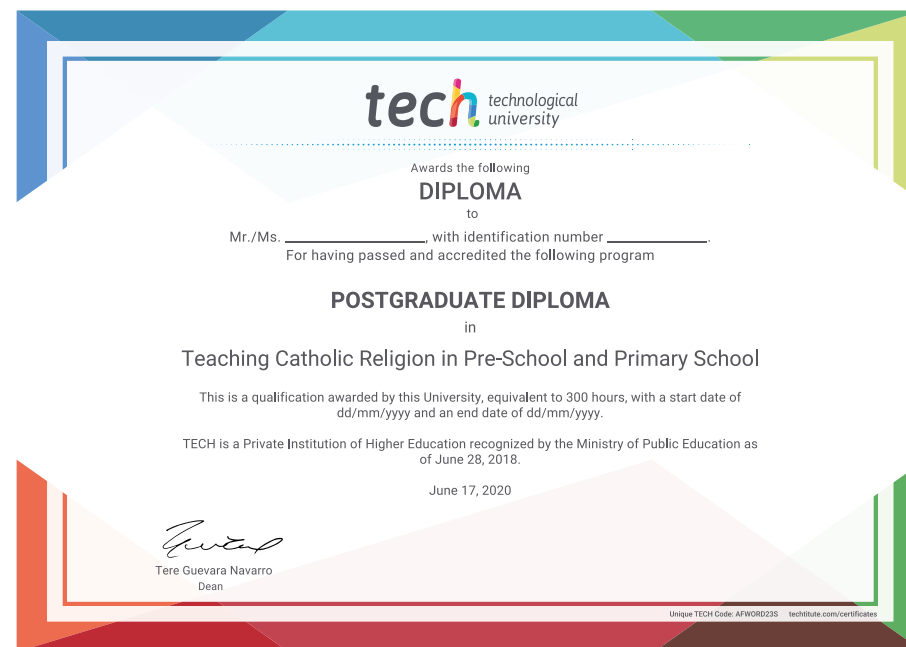 tech technological
university
Awards the following
DIPLOMA
to
Mr./Ms. ____________________, with identification number ______________.
For having passed and accredited the following program
POSTGRADUATE DIPLOMA
in
Teaching Catholic Religion in Pre-School and Primary School
This is a qualification awarded by this University, equivalent to 300 hours, with a start date of
dd/mm/yyyy and an end date of dd/mm/yyyy.
TECH is a Private Institution of Higher Education recognized by the Ministry of Public Education as
of June 28, 2018.
June 17, 2020
Tere Guevara Navarro
Dean
Unique TECH Code: AFWORD23S techtitute.com/certificates